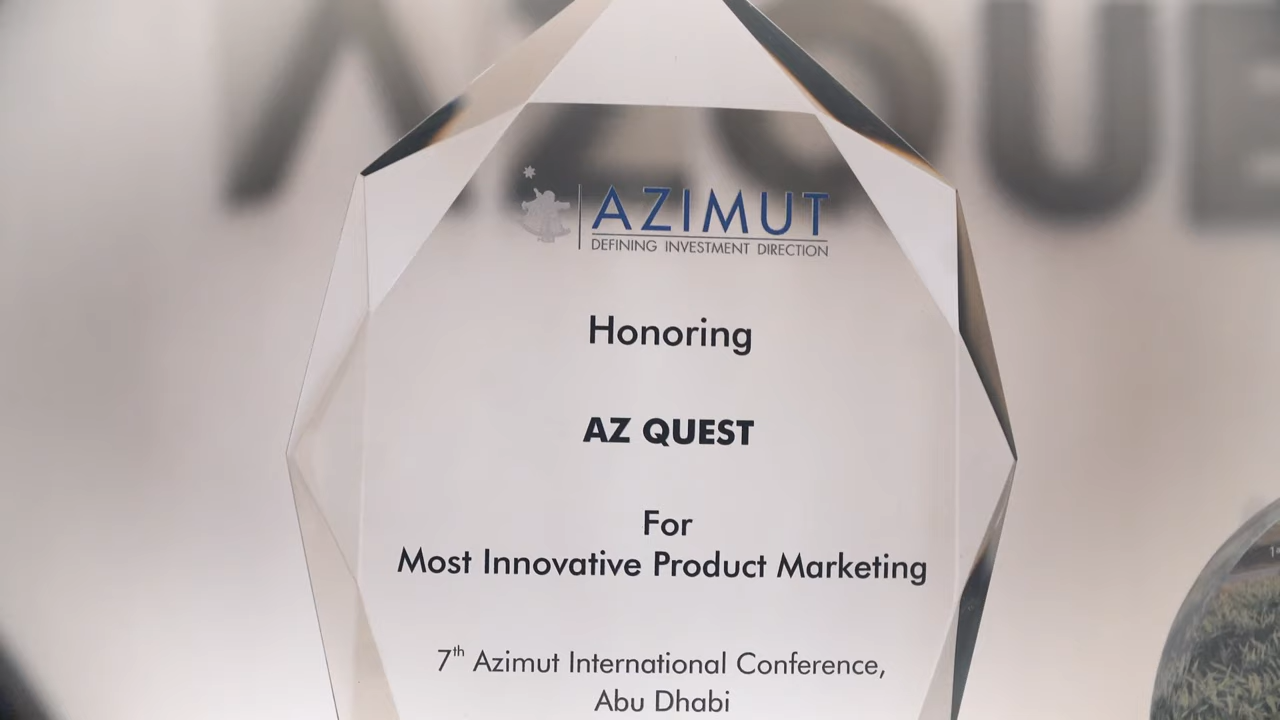 AZIMUT
DEFINING INVESTMENT DIRECTION
Honoring
AZ QUEST
For
Most Innovative Product Marketing
7th Azimut International Conference,
Abu Dhabi